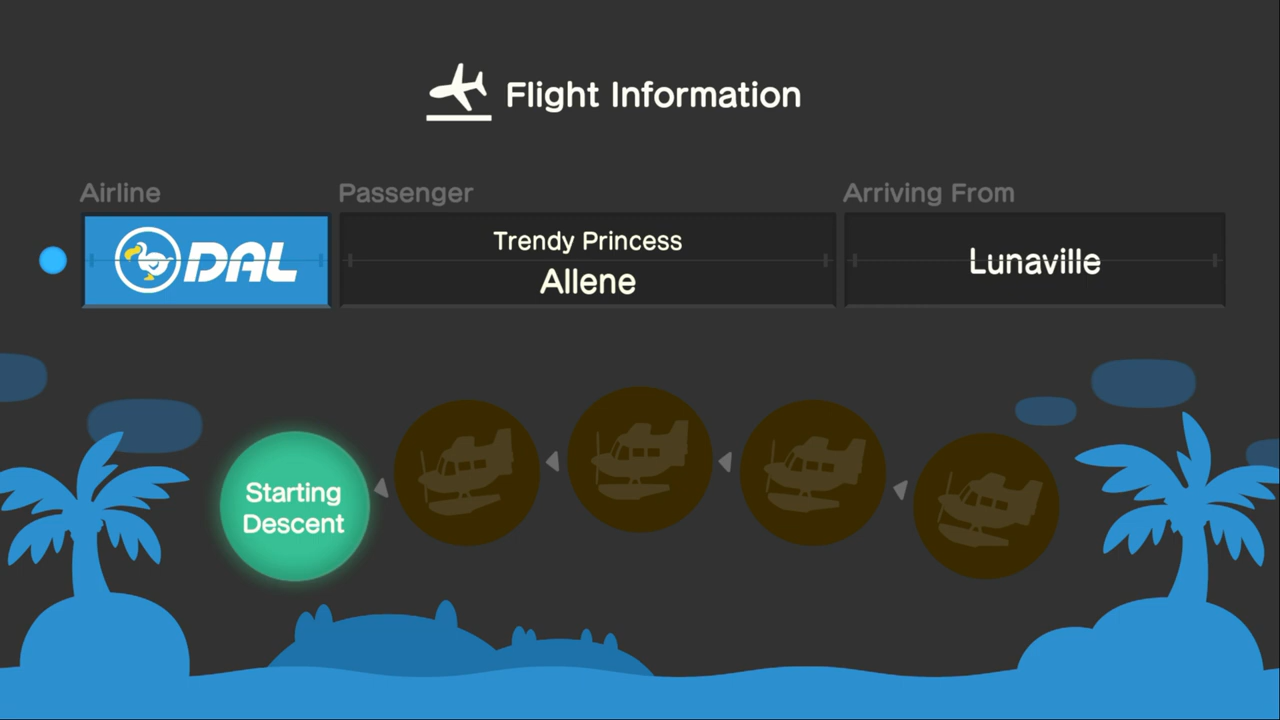 Flight Information
Airline
Passenger
Arriving From
DAL
Trendy Princess
Allene
Lunaville
Starting
Descent